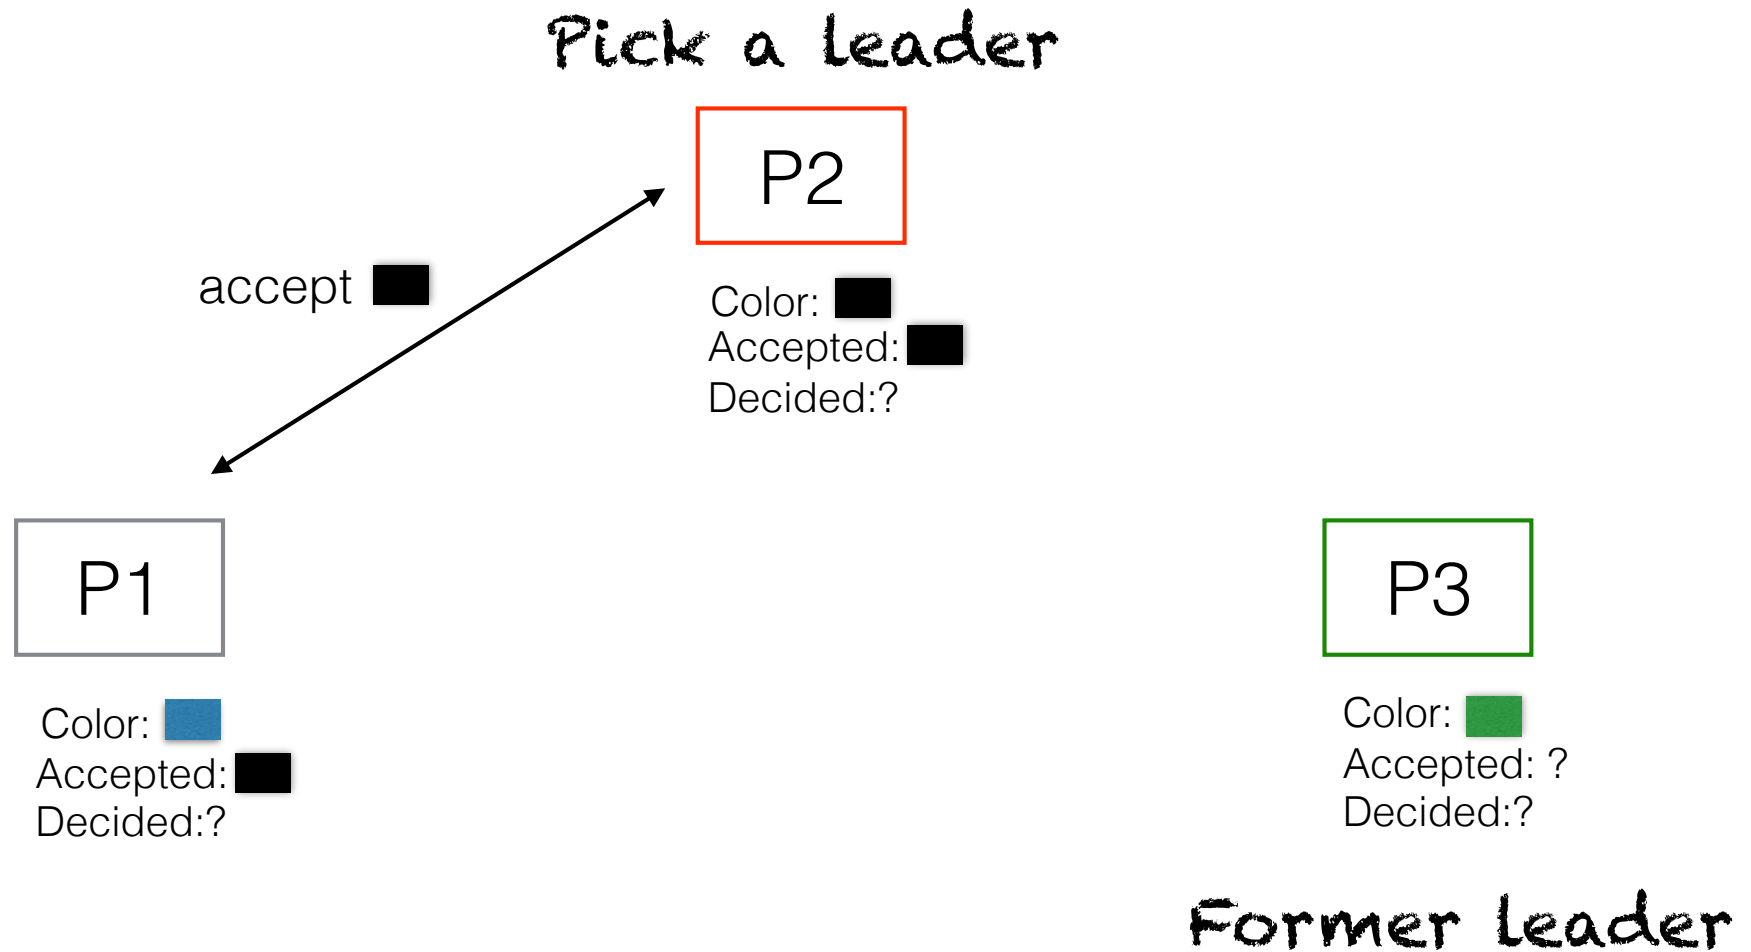 Pick a leader
P2
accept
Color:
Accepted:
Decided:?
P1
Color:
Accepted:
Decided:?
P3
Color:
Accepted: ?
Decided:?
Former leader